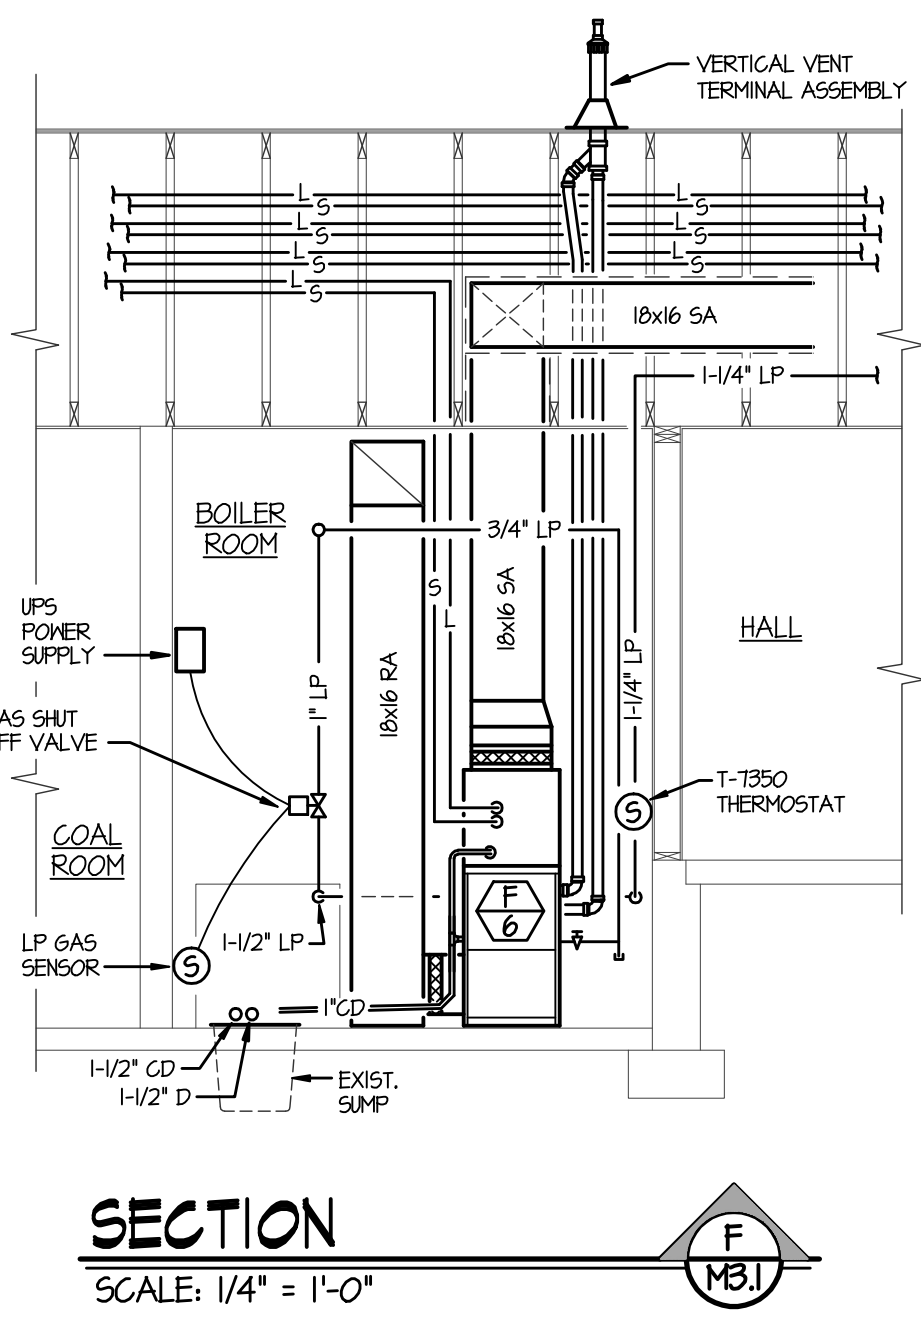 VERTICAL VENT
TERMINAL ASSEMBLY
L
L
S
S
L
L
S
S
L
L
S
S
L
S
18x16 SA
1-1/4" LP
BOILER
ROOM
3/4" LP
S
L
18x16 SA
UPS
POWER
SUPPLY
HALL
1" LP
18x16 RA
1-1/4" LP
AS SHUT
FF VALVE
T-7350
THERMOSTAT
S
COAL
ROOM
F
6
1-1/2" LP
LP GAS
SENSOR
S
1"CD
1-1/2" CD
1-1/2" D
EXIST.
SUMP
SECTION
SCALE: 1/4" = 1'-0"
F
M3.1